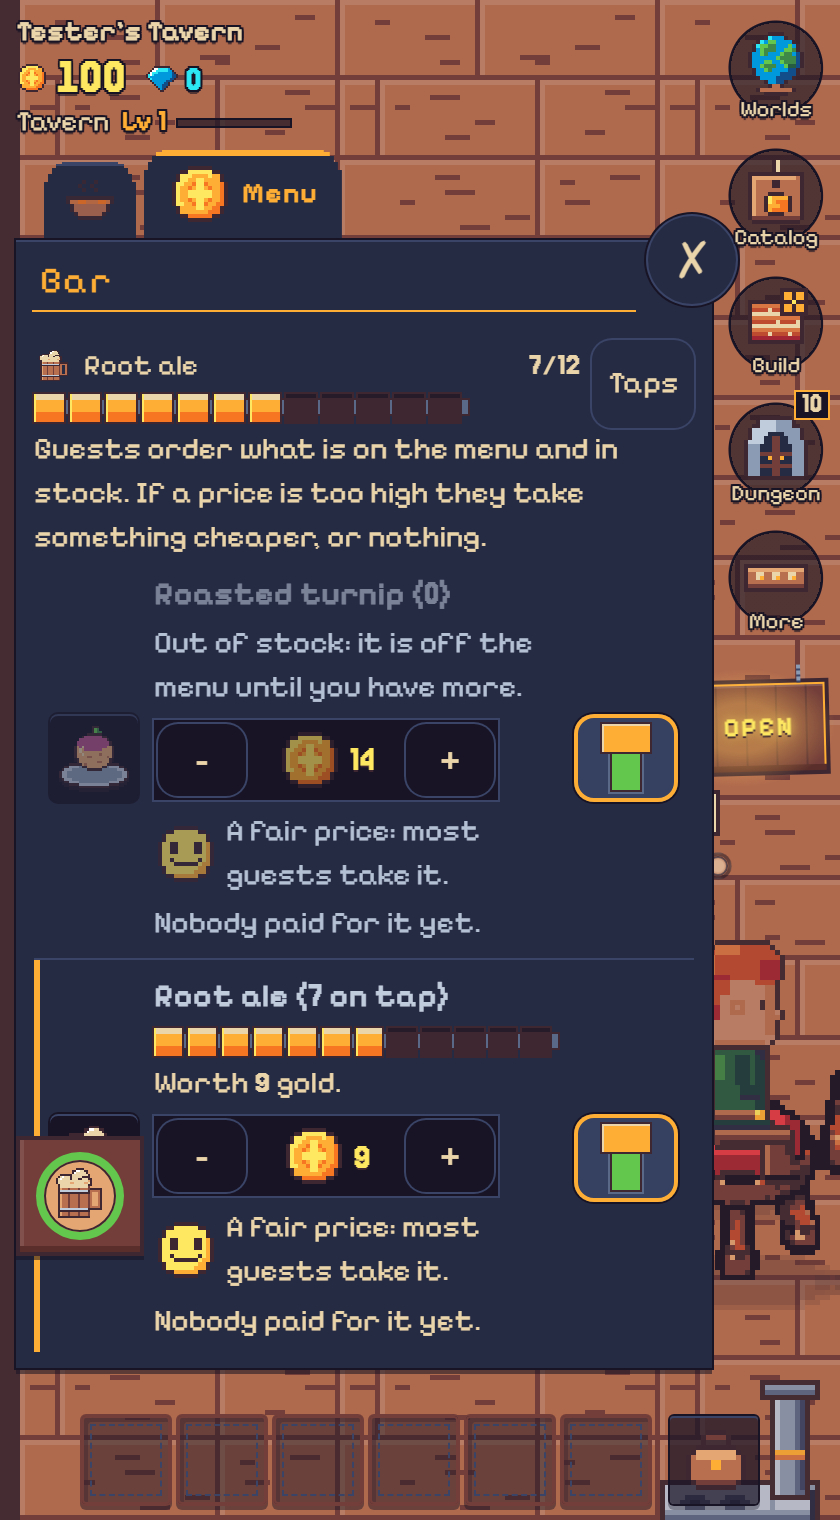 Tester's Tavern
100 0
Tavern Lv 1
Worlds
Menu
Catalog
X
Bar
Build
Root ale 7/12
Taps
10
Guests order what is on the menu and in
stock. If a price is too high they take
something cheaper, or nothing.
Dungeon
Roasted turnip (0)
More
Out of stock: it is off the
menu until you have more.
OPEN
- 14 +
A fair price: most
guests take it.
Nobody paid for it yet.
Root ale (7 on tap)
Worth 9 gold.
- 9 +
A fair price: most
guests take it.
Nobody paid for it yet.